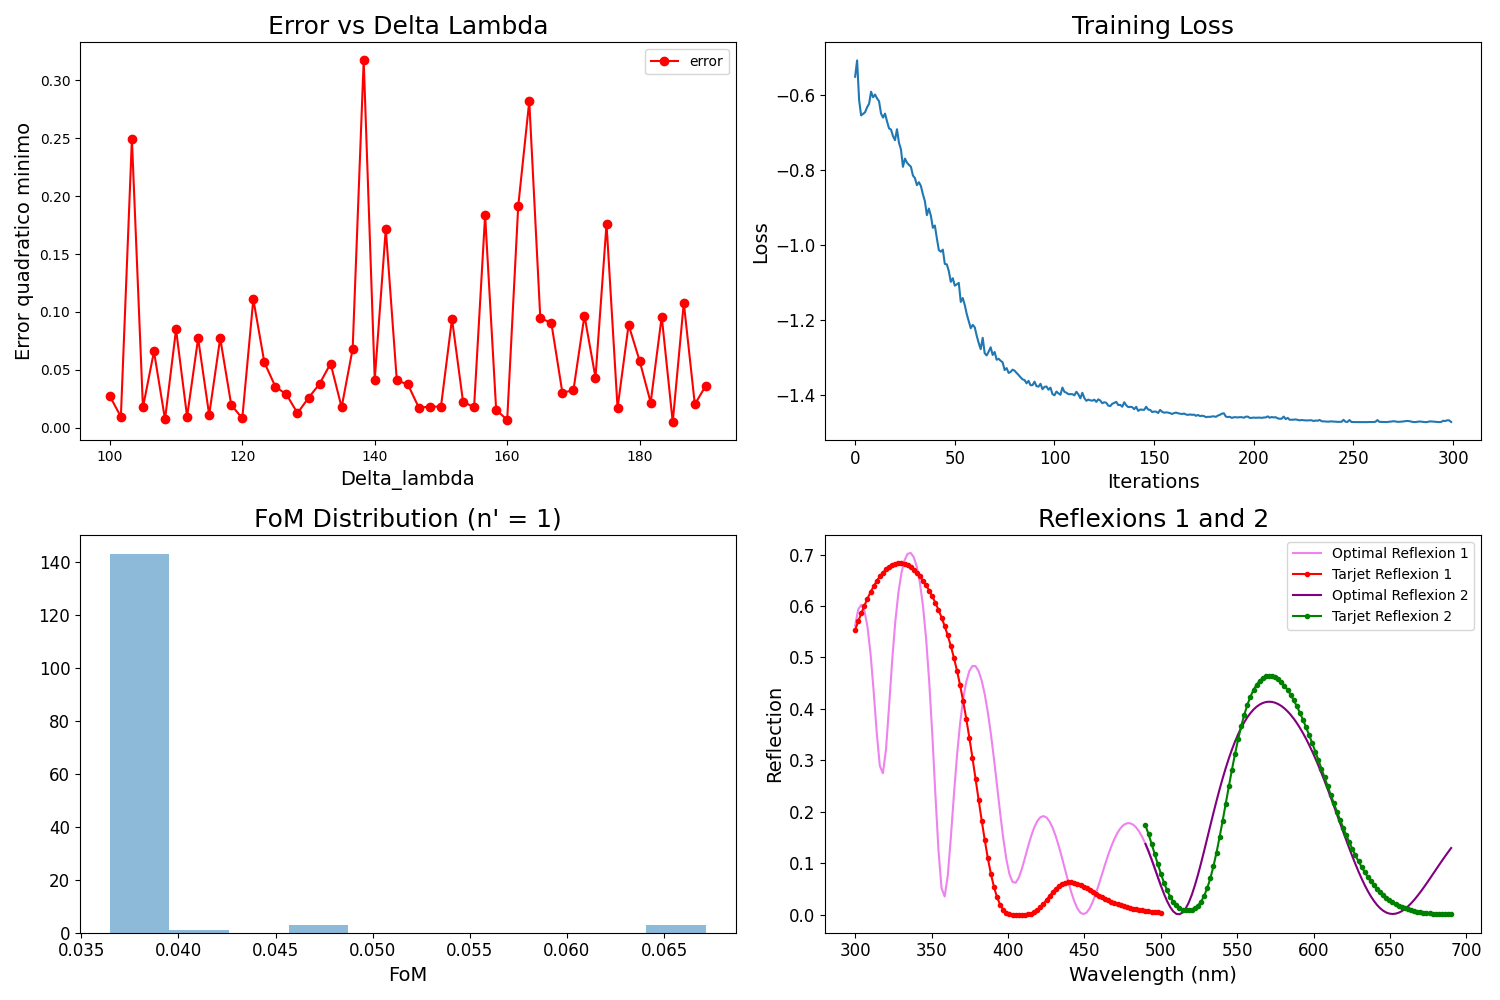 Error vs Delta Lambda
error
0.30
0.25
0.20
0.15
0.10
0.05
0.00
Error quadratico minimo
100 120 140 160 180
Delta_lambda
Training Loss
−0.6
−0.8
−1.0
−1.2
−1.4
Loss
0 50 100 150 200 250 300
Iterations
FoM Distribution (n' = 1)
140
120
100
80
60
40
20
0
0.035 0.040 0.045 0.050 0.055 0.060 0.065
FoM
Reflexions 1 and 2
Optimal Reflexion 1
Tarjet Reflexion 1
Optimal Reflexion 2
Tarjet Reflexion 2
0.7
0.6
0.5
0.4
0.3
0.2
0.1
0.0
Reflection
300 350 400 450 500 550 600 650 700
Wavelength (nm)